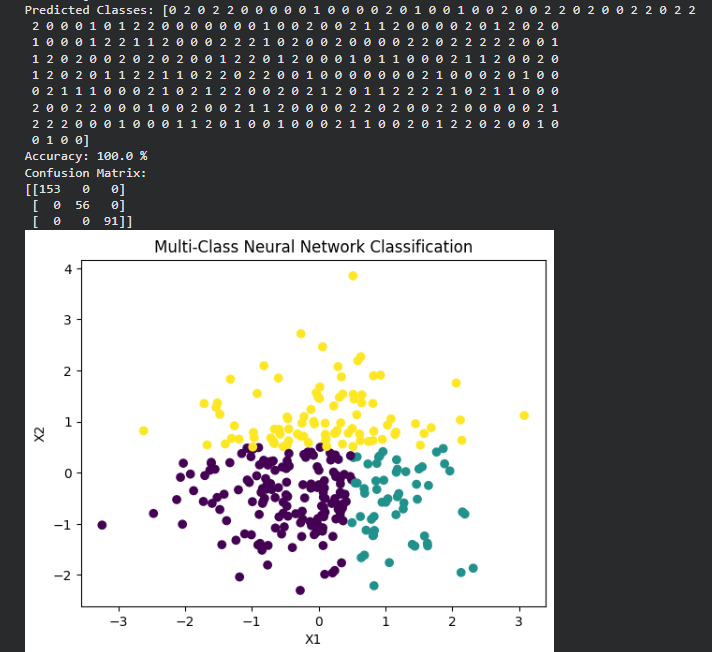 Predicted Classes: [0 2 0 2 2 0 0 0 0 0 1 0 0 0 0 2 0 1 0 0 1 0 0 2 0 0 2 2 0 2 0 0 2 2 0 2 2
2 0 0 0 1 0 1 2 2 0 0 0 0 0 0 0 1 0 0 2 0 0 2 1 1 2 0 0 0 0 2 0 1 2 0 2 0
1 0 0 0 1 2 2 1 1 2 0 0 0 2 2 2 1 0 2 0 0 0 0 0 0 0 0 2 0 2 2 2 2 0 0 0 1
1 2 0 2 0 0 2 0 2 2 0 2 0 0 0 1 2 2 0 1 0 0 0 1 0 1 1 0 0 0 2 1 1 2 0 0 0
1 2 0 2 0 1 1 2 2 1 1 0 2 2 0 2 2 0 0 1 0 0 0 0 0 0 0 2 1 0 0 0 2 0 1 0 0
0 2 1 1 1 0 0 0 2 1 0 2 1 2 2 0 0 0 1 2 0 2 0 1 1 2 1 2 2 2 2 1 0 2 1 1 0 0 0
2 0 0 2 2 0 0 0 1 0 0 2 0 0 2 1 1 2 0 0 0 2 2 0 0 2 0 0 0 0 0 0 2 1
2 2 2 0 0 0 1 0 0 0 1 1 2 0 1 0 0 1 0 0 0 2 1 1 0 0 2 2 0 1 2 2 0 2 0 0 1 0
0 1 0 0]
Accuracy: 100.0 %
Confusion Matrix:
[[153 0 0]
[ 0 56 0]
[ 0 0 91]]
Multi-Class Neural Network Classification
4
3
2
1
0
−1
−2
X2
−3 −2 −1 0 1 2 3
X1